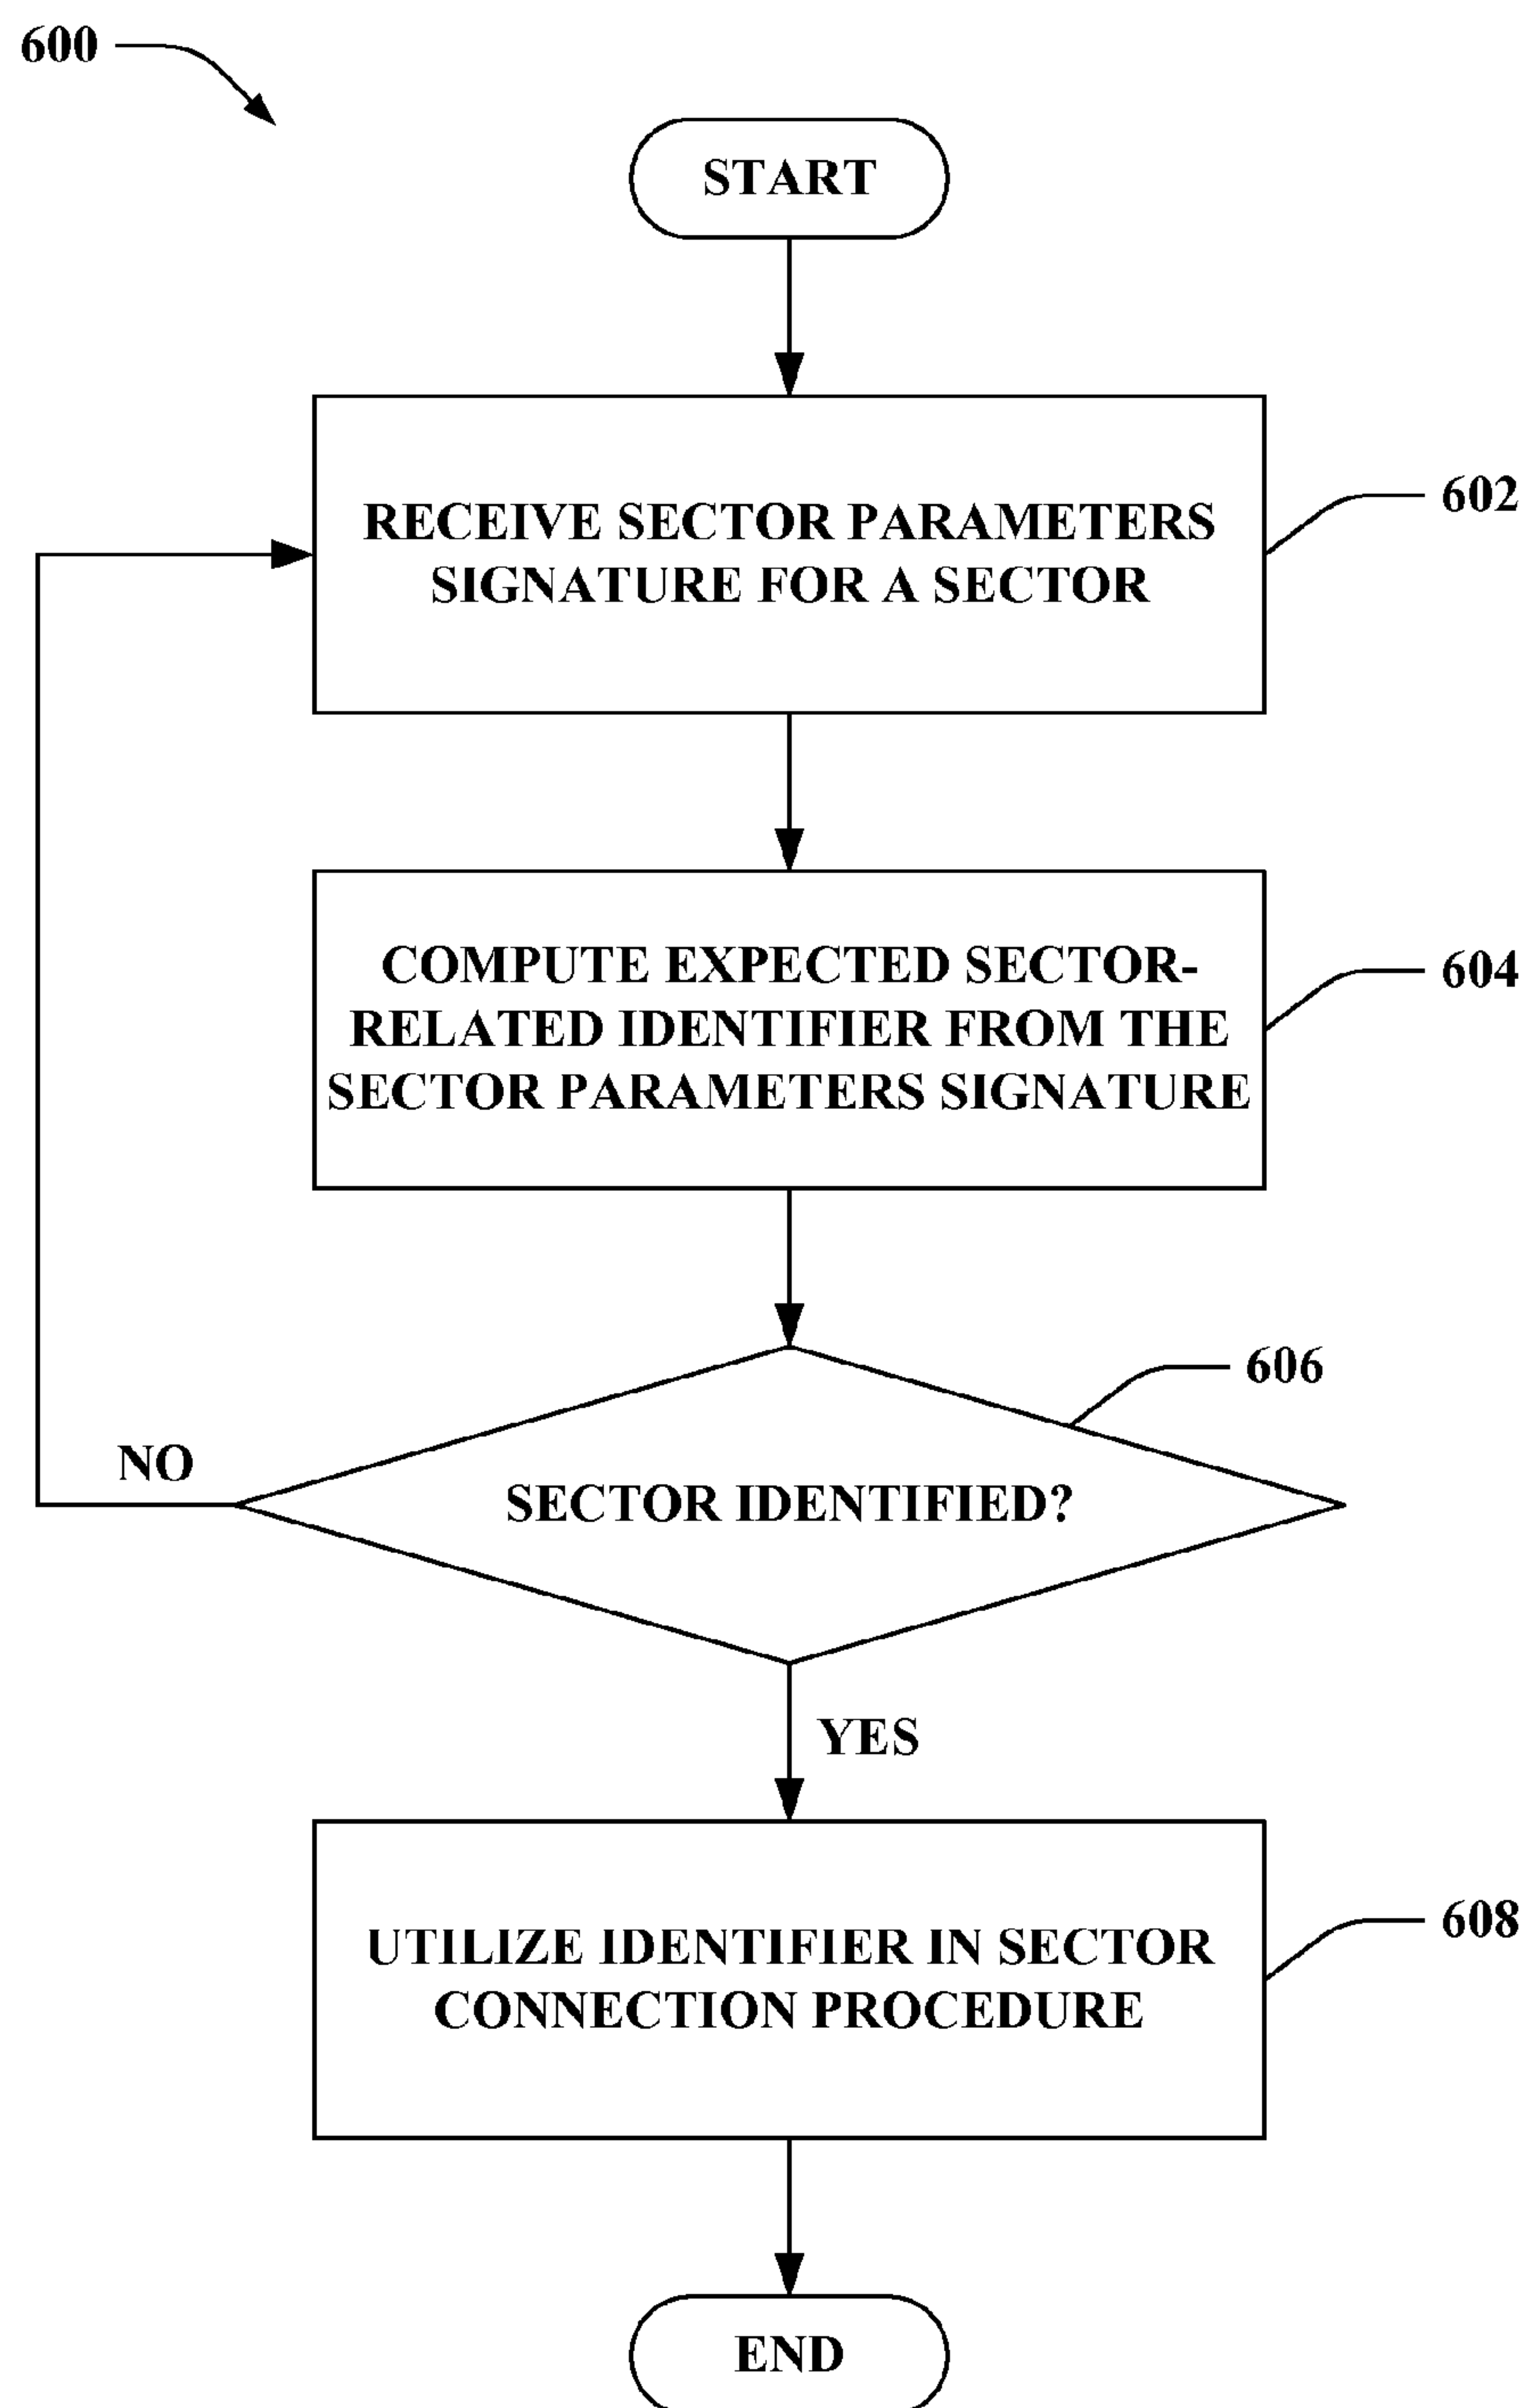 600
START
RECEIVE SECTOR PARAMETERS
SIGNATURE FOR A SECTOR
602
COMPUTE EXPECTED SECTOR-
RELATED IDENTIFIER FROM THE
SECTOR PARAMETERS SIGNATURE
604
606
NO
SECTOR IDENTIFIED?
YES
UTILIZE IDENTIFIER IN SECTOR
CONNECTION PROCEDURE
608
END